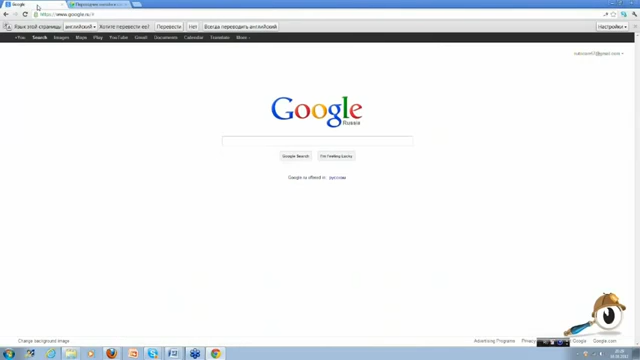 Google
https://www.google.ru
Язык этой страницы английский Хотите перевести ее? Перевести Нет Всегда переводить английский Настройки
+You Search Images Maps Play YouTube Gmail Documents Calendar Translate More
Google
Russia
Google Search I'm Feeling Lucky
Google.ru offered in: русском
Change background image Advertising Programs Google Google.com